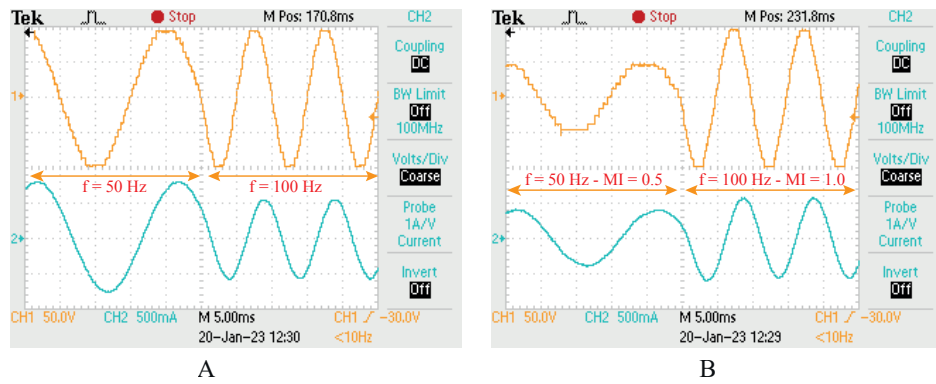 Tek Stop M Pos: 170.8ms CH2
Coupling
DC
BW Limit
Off
100MHz
Volts/Div
Coarse
Probe
1A/V
Current
Invert
Off
1
2
f = 50 Hz f = 100 Hz
CH1 50.0V CH2 500mA M 5.00ms CH1 -30.0V
20-Jan-23 12:30 <10Hz
A
Tek Stop M Pos: 231.8ms CH2
Coupling
DC
BW Limit
Off
100MHz
Volts/Div
Coarse
Probe
1A/V
Current
Invert
Off
1
2
f = 50 Hz - MI = 0.5 f = 100 Hz - MI = 1.0
CH1 50.0V CH2 500mA M 5.00ms CH1 -30.0V
20-Jan-23 12:29 <10Hz
B